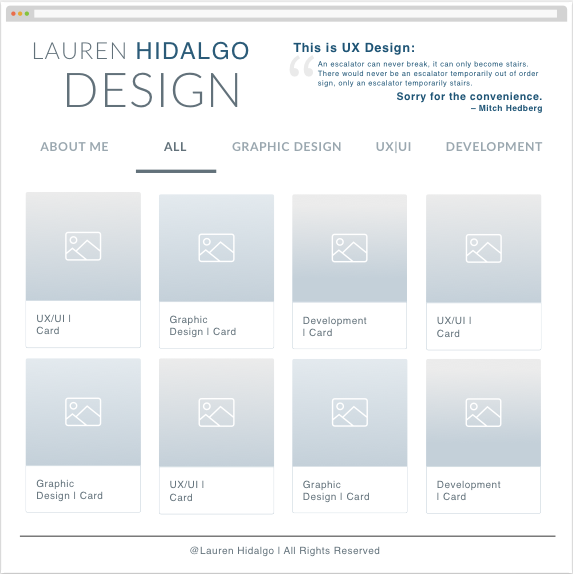 LAUREN HIDALGO
DESIGN
This is UX Design:
“
An escalator can never break, it can only become stairs.
There would never be an escalator temporarily out of order
sign, only an escalator temporarily stairs.
Sorry for the convenience.
– Mitch Hedberg
ABOUT ME ALL GRAPHIC DESIGN UX|UI DEVELOPMENT
UX/UI |
Card
Graphic
Design | Card
Development
| Card
UX/UI |
Card
Graphic
Design | Card
UX/UI |
Card
Graphic
Design | Card
Development
| Card
@Lauren Hidalgo | All Rights Reserved